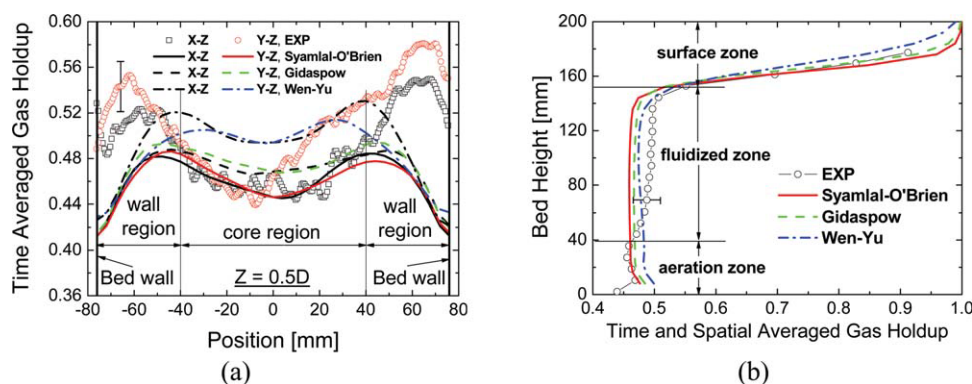 Time Averaged Gas Holdup
0.60
0.56
0.52
0.48
0.44
0.40
0.36
X-Z Y-Z, EXP
X-Z Y-Z, Syamlal-O'Brien
X-Z Y-Z, Gidaspow
X-Z Y-Z, Wen-Yu
wall region
core region
wall region
Bed wall
Z = 0.5D
Bed wall
-80 -60 -40 -20 0 20 40 60 80
Position [mm]
(a)
Bed Height [mm]
200
160
120
80
40
0
surface zone
fluidized zone
EXP
Syamlal-O'Brien
Gidaspow
Wen-Yu
aeration zone
0.4 0.5 0.6 0.7 0.8 0.9 1.0
Time and Spatial Averaged Gas Holdup
(b)